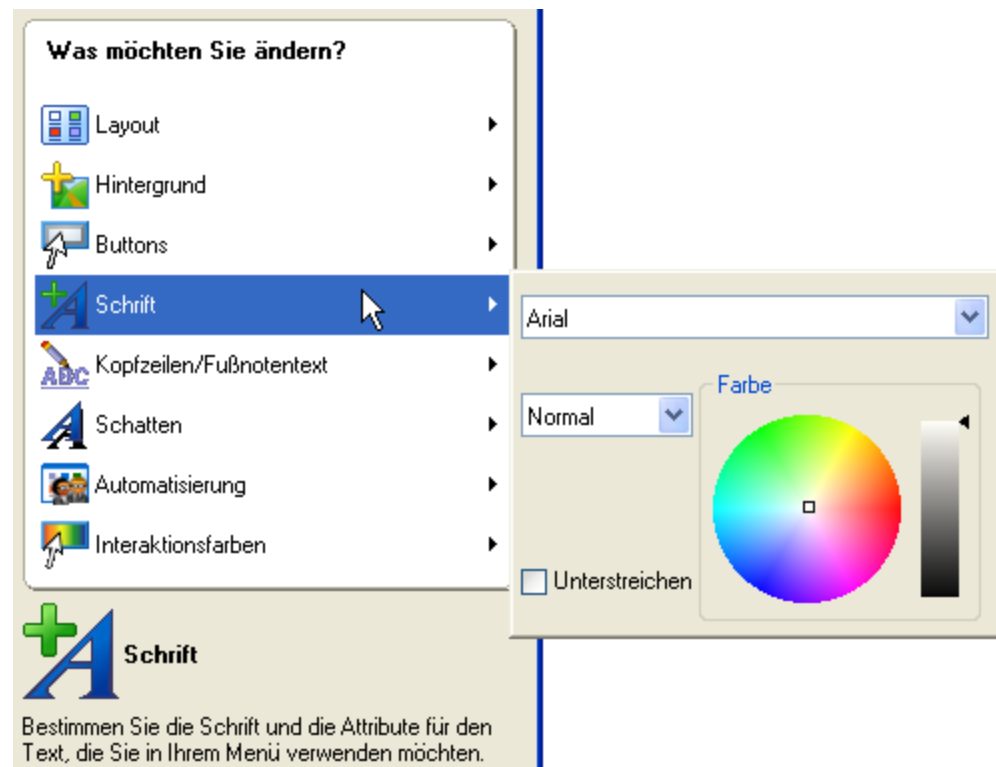 Was möchten Sie ändern?
Layout
Hintergrund
Buttons
Schrift
Arial
Kopfzeilen/Fußnotentext
ABC
Farbe
Normal
Schatten
Automatisierung
Interaktionsfarben
Unterstreichen
Schrift
Bestimmen Sie die Schrift und die Attribute für den
Text, die Sie in Ihrem Menü verwenden möchten.